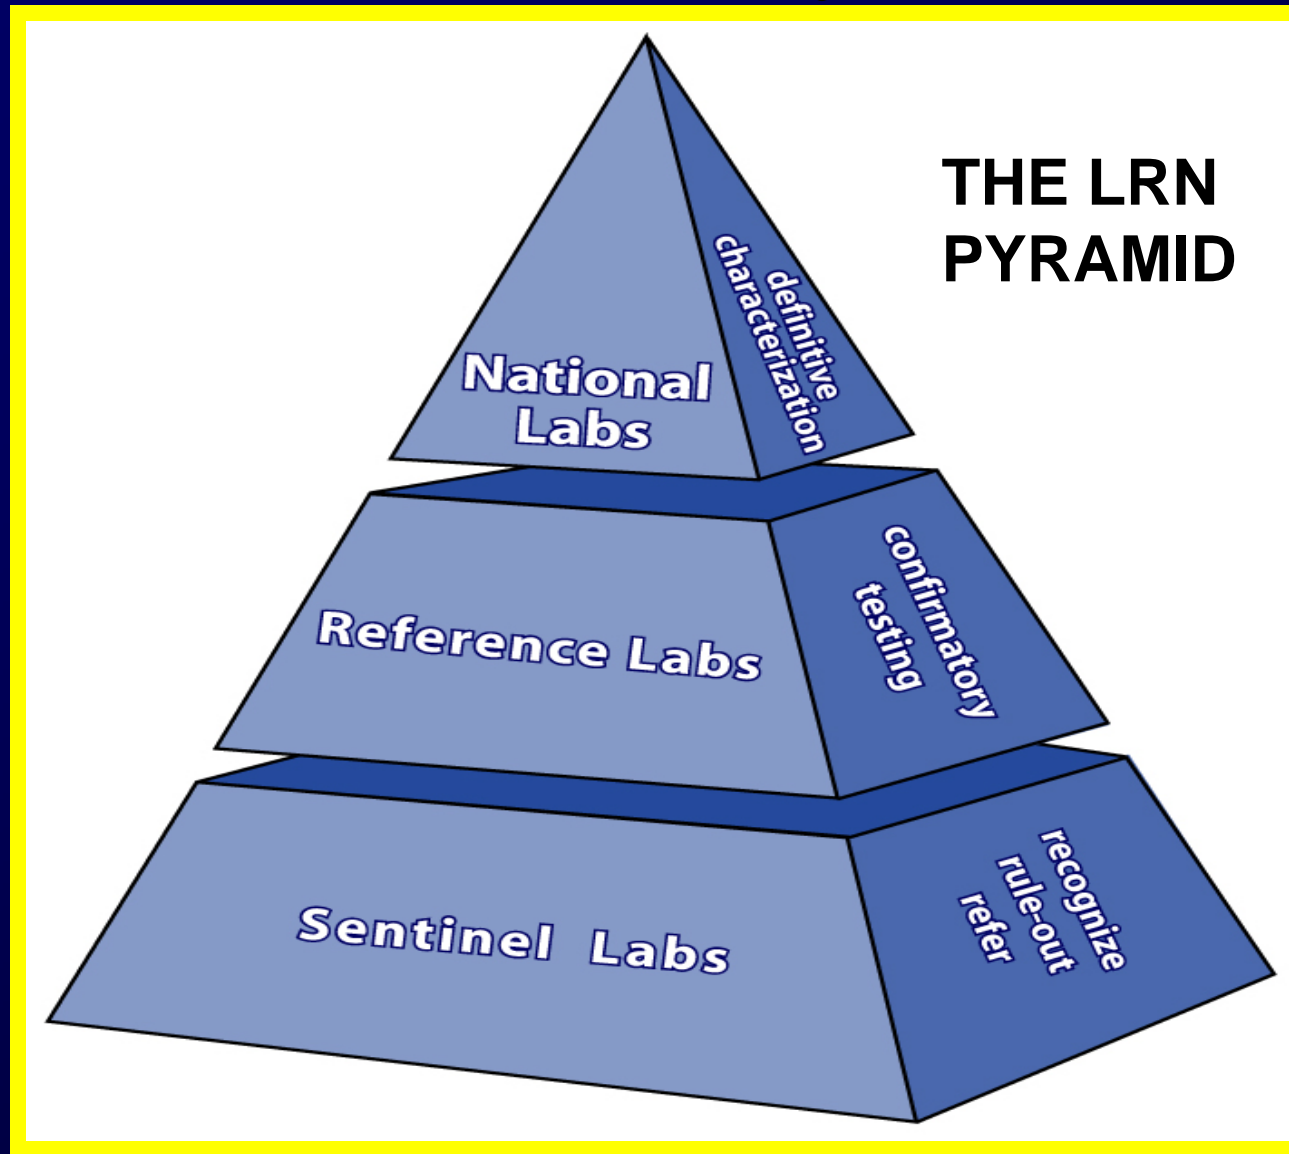 THE LRN
PYRAMID
National
Labs
definitive
characterization
Reference Labs
confirmatory
testing
Sentinel Labs
recognize
rule-out
refer